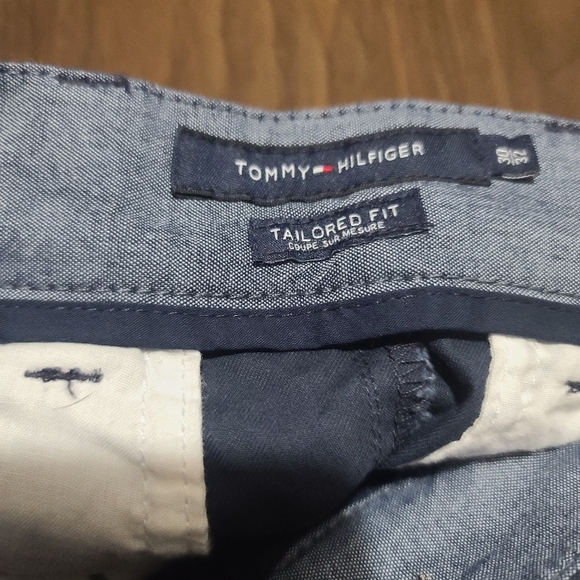 TOMMY HILFIGER
30
32
TAILORED FIT
COUPE SUR MESURE